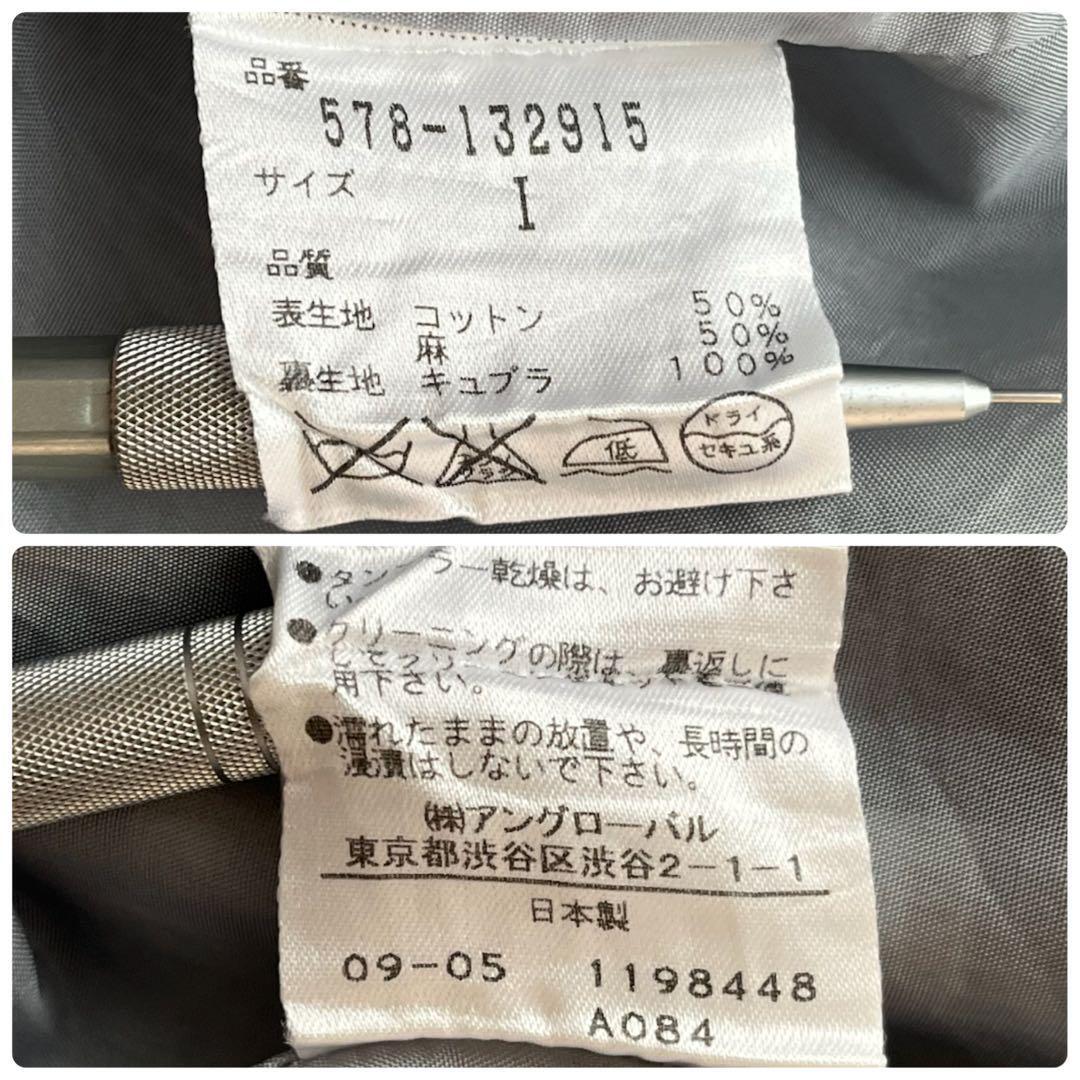 品番
578-132915
サイズ I
品質
表生地 コットン 50%
麻 50%
裏生地 キュプラ 100%
低
ドライ
セキユ系
●タンブラー乾燥は、お避け下さ
い。
●クリーニングの際は、裏返しに
用下さい。
●濡れたままの放置や、長時間の
浸漬はしないで下さい。
㈱アングローバル
東京都渋谷区渋谷2-1-1
日本製
09-05 1198448
A084